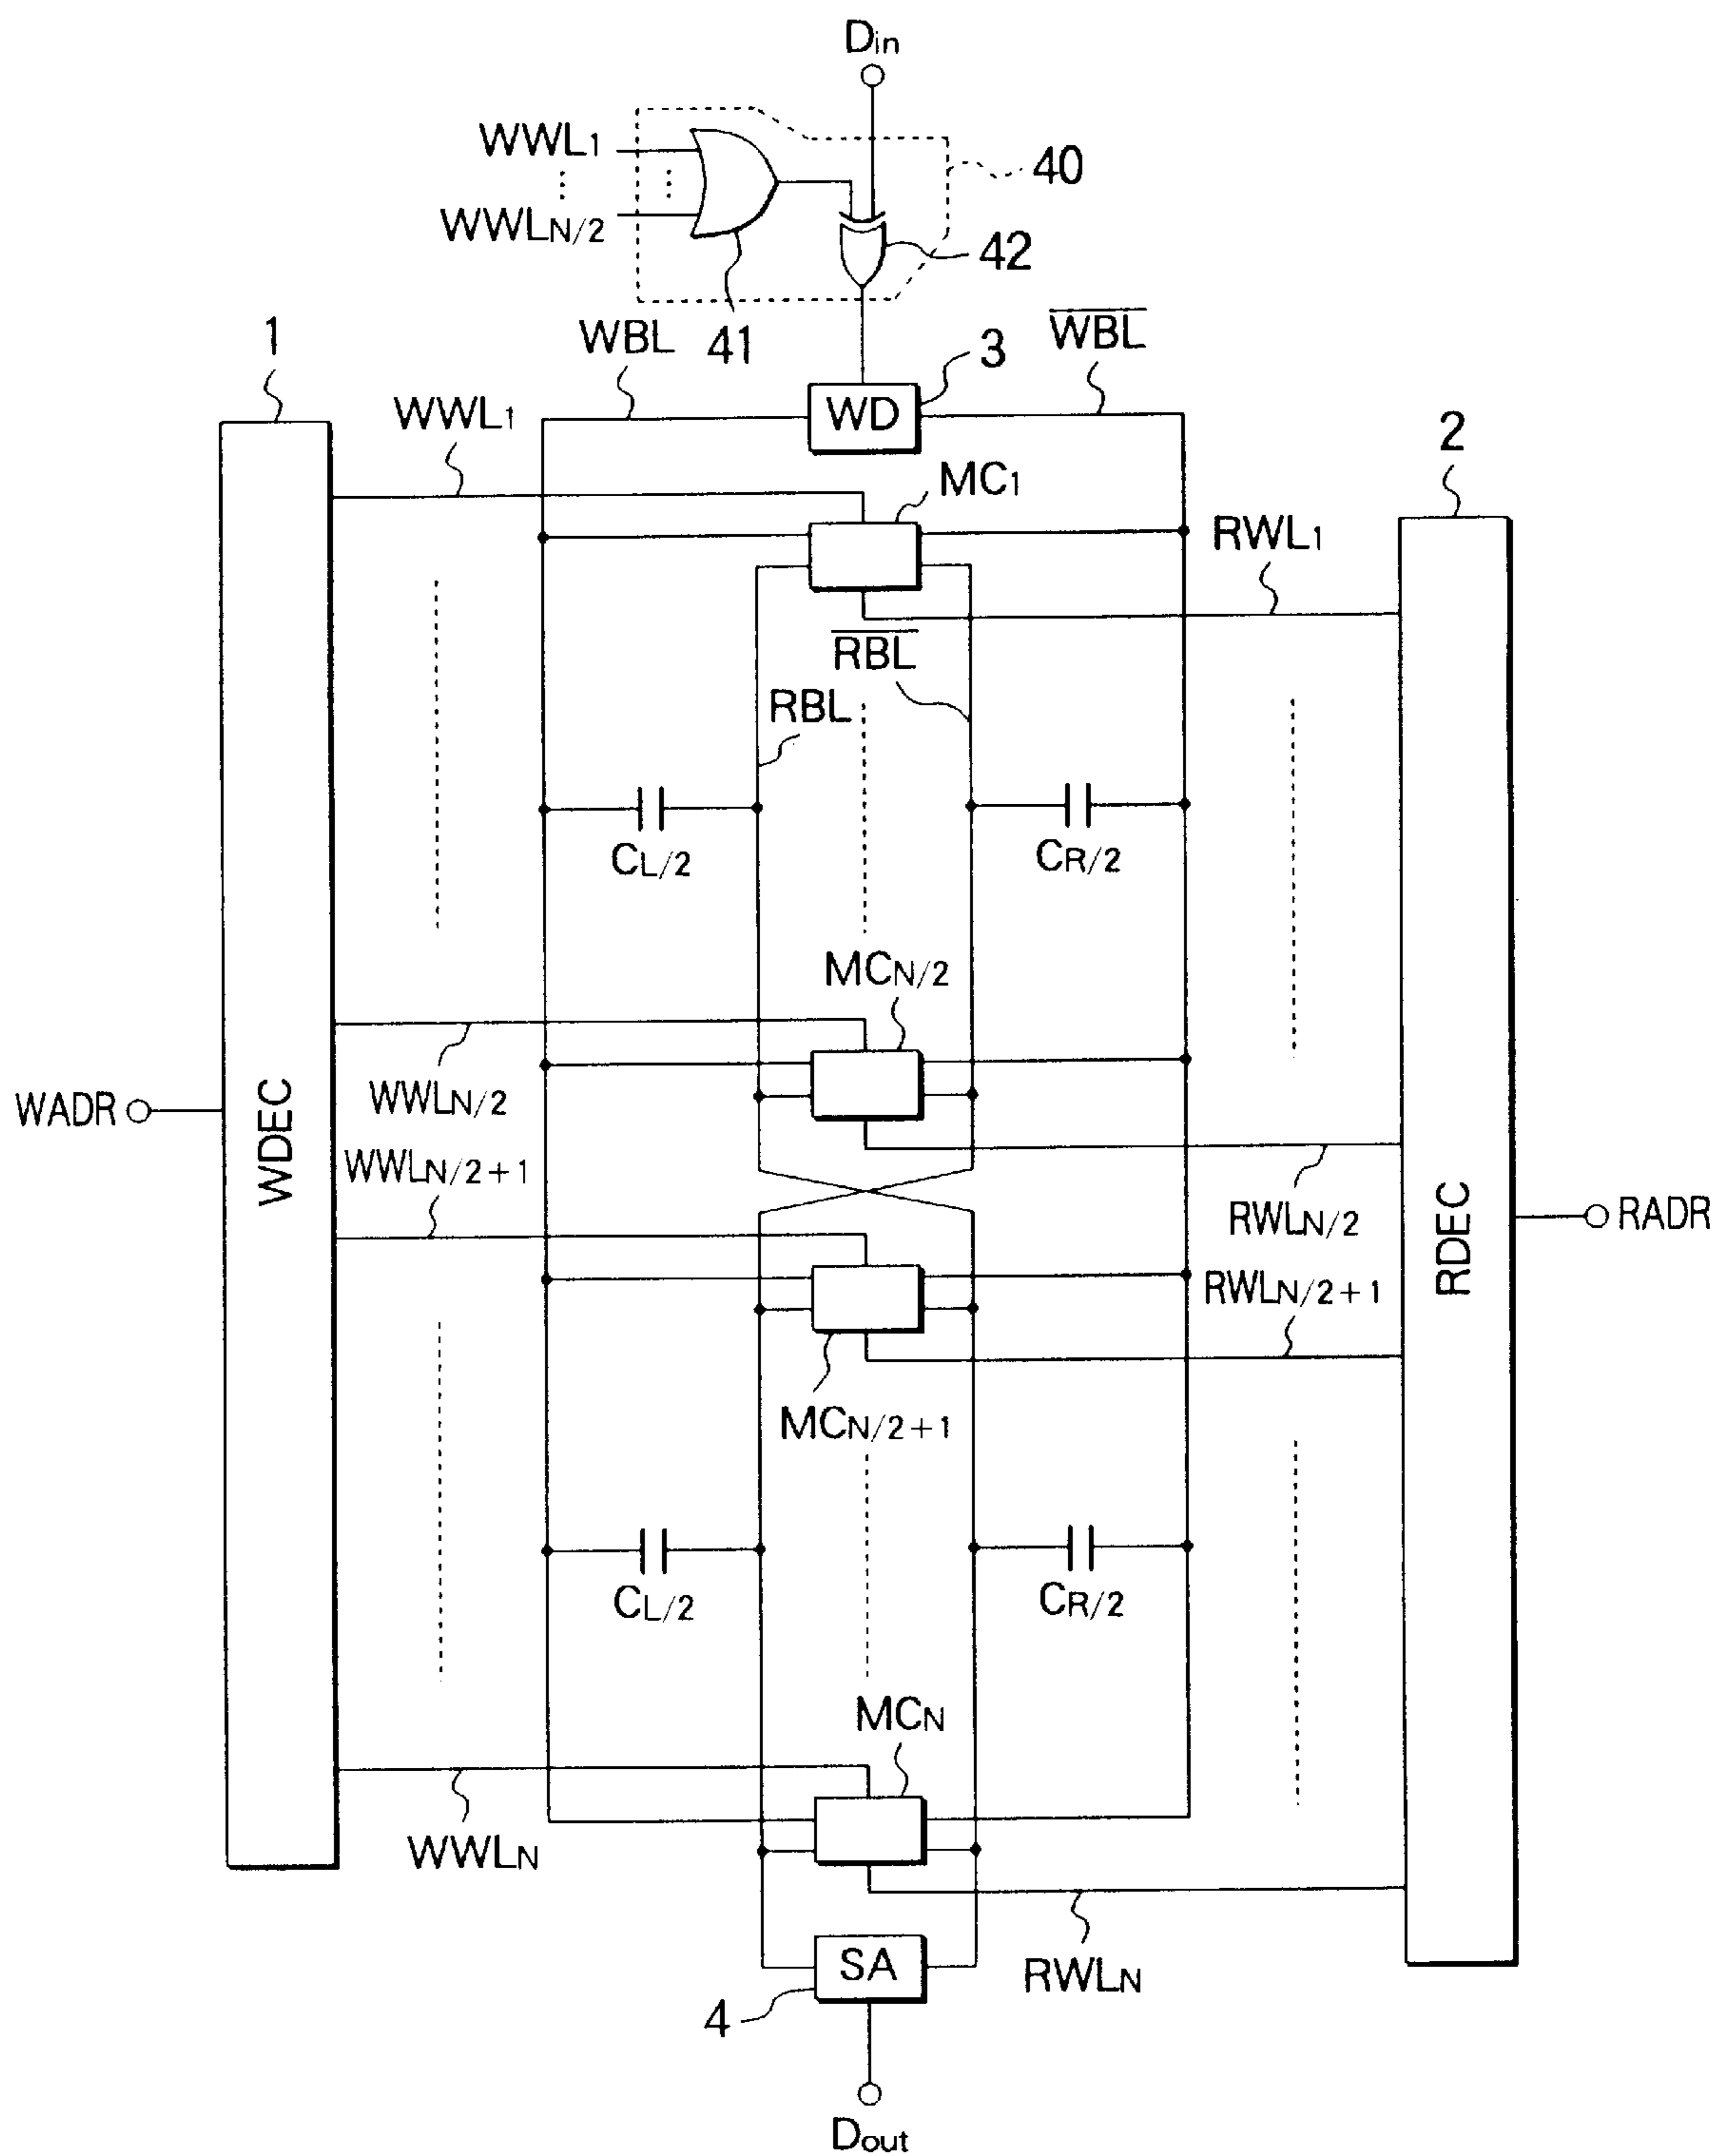 Din
WWL1
WWLN/2
40
42
41
1
WBL
3
WBL
WD
WWL1
2
MC1
RWL1
RBL
RBL
CL/2
CR/2
MCN/2
WWLN/2
WADR
WDEC
WWLN/2+1
RWLN/2
RADR
RDEC
RWLN/2+1
MCN/2+1
CL/2
CR/2
MCN
WWLN
SA
RWLN
4
Dout